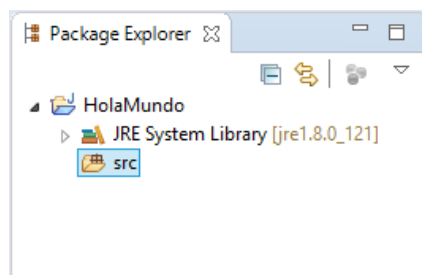 Package Explorer
HolaMundo
JRE System Library [jre1.8.0_121]
src